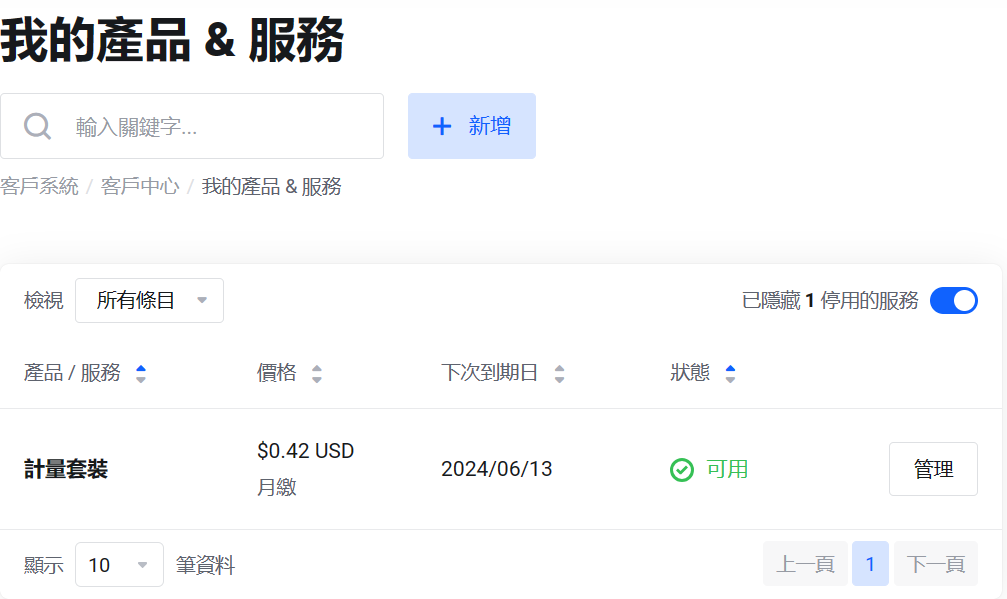 我的產品 & 服務
輸入關鍵字...
+ 新增
客戶系統 / 客戶中心 / 我的產品 & 服務
檢視 所有條目 已隱藏 1 停用的服務
產品 / 服務 價格 下次到期日 狀態
計量套裝 $0.42 USD 月繳 2024/06/13 可用 管理
顯示 10 筆資料 上一頁 1 下一頁